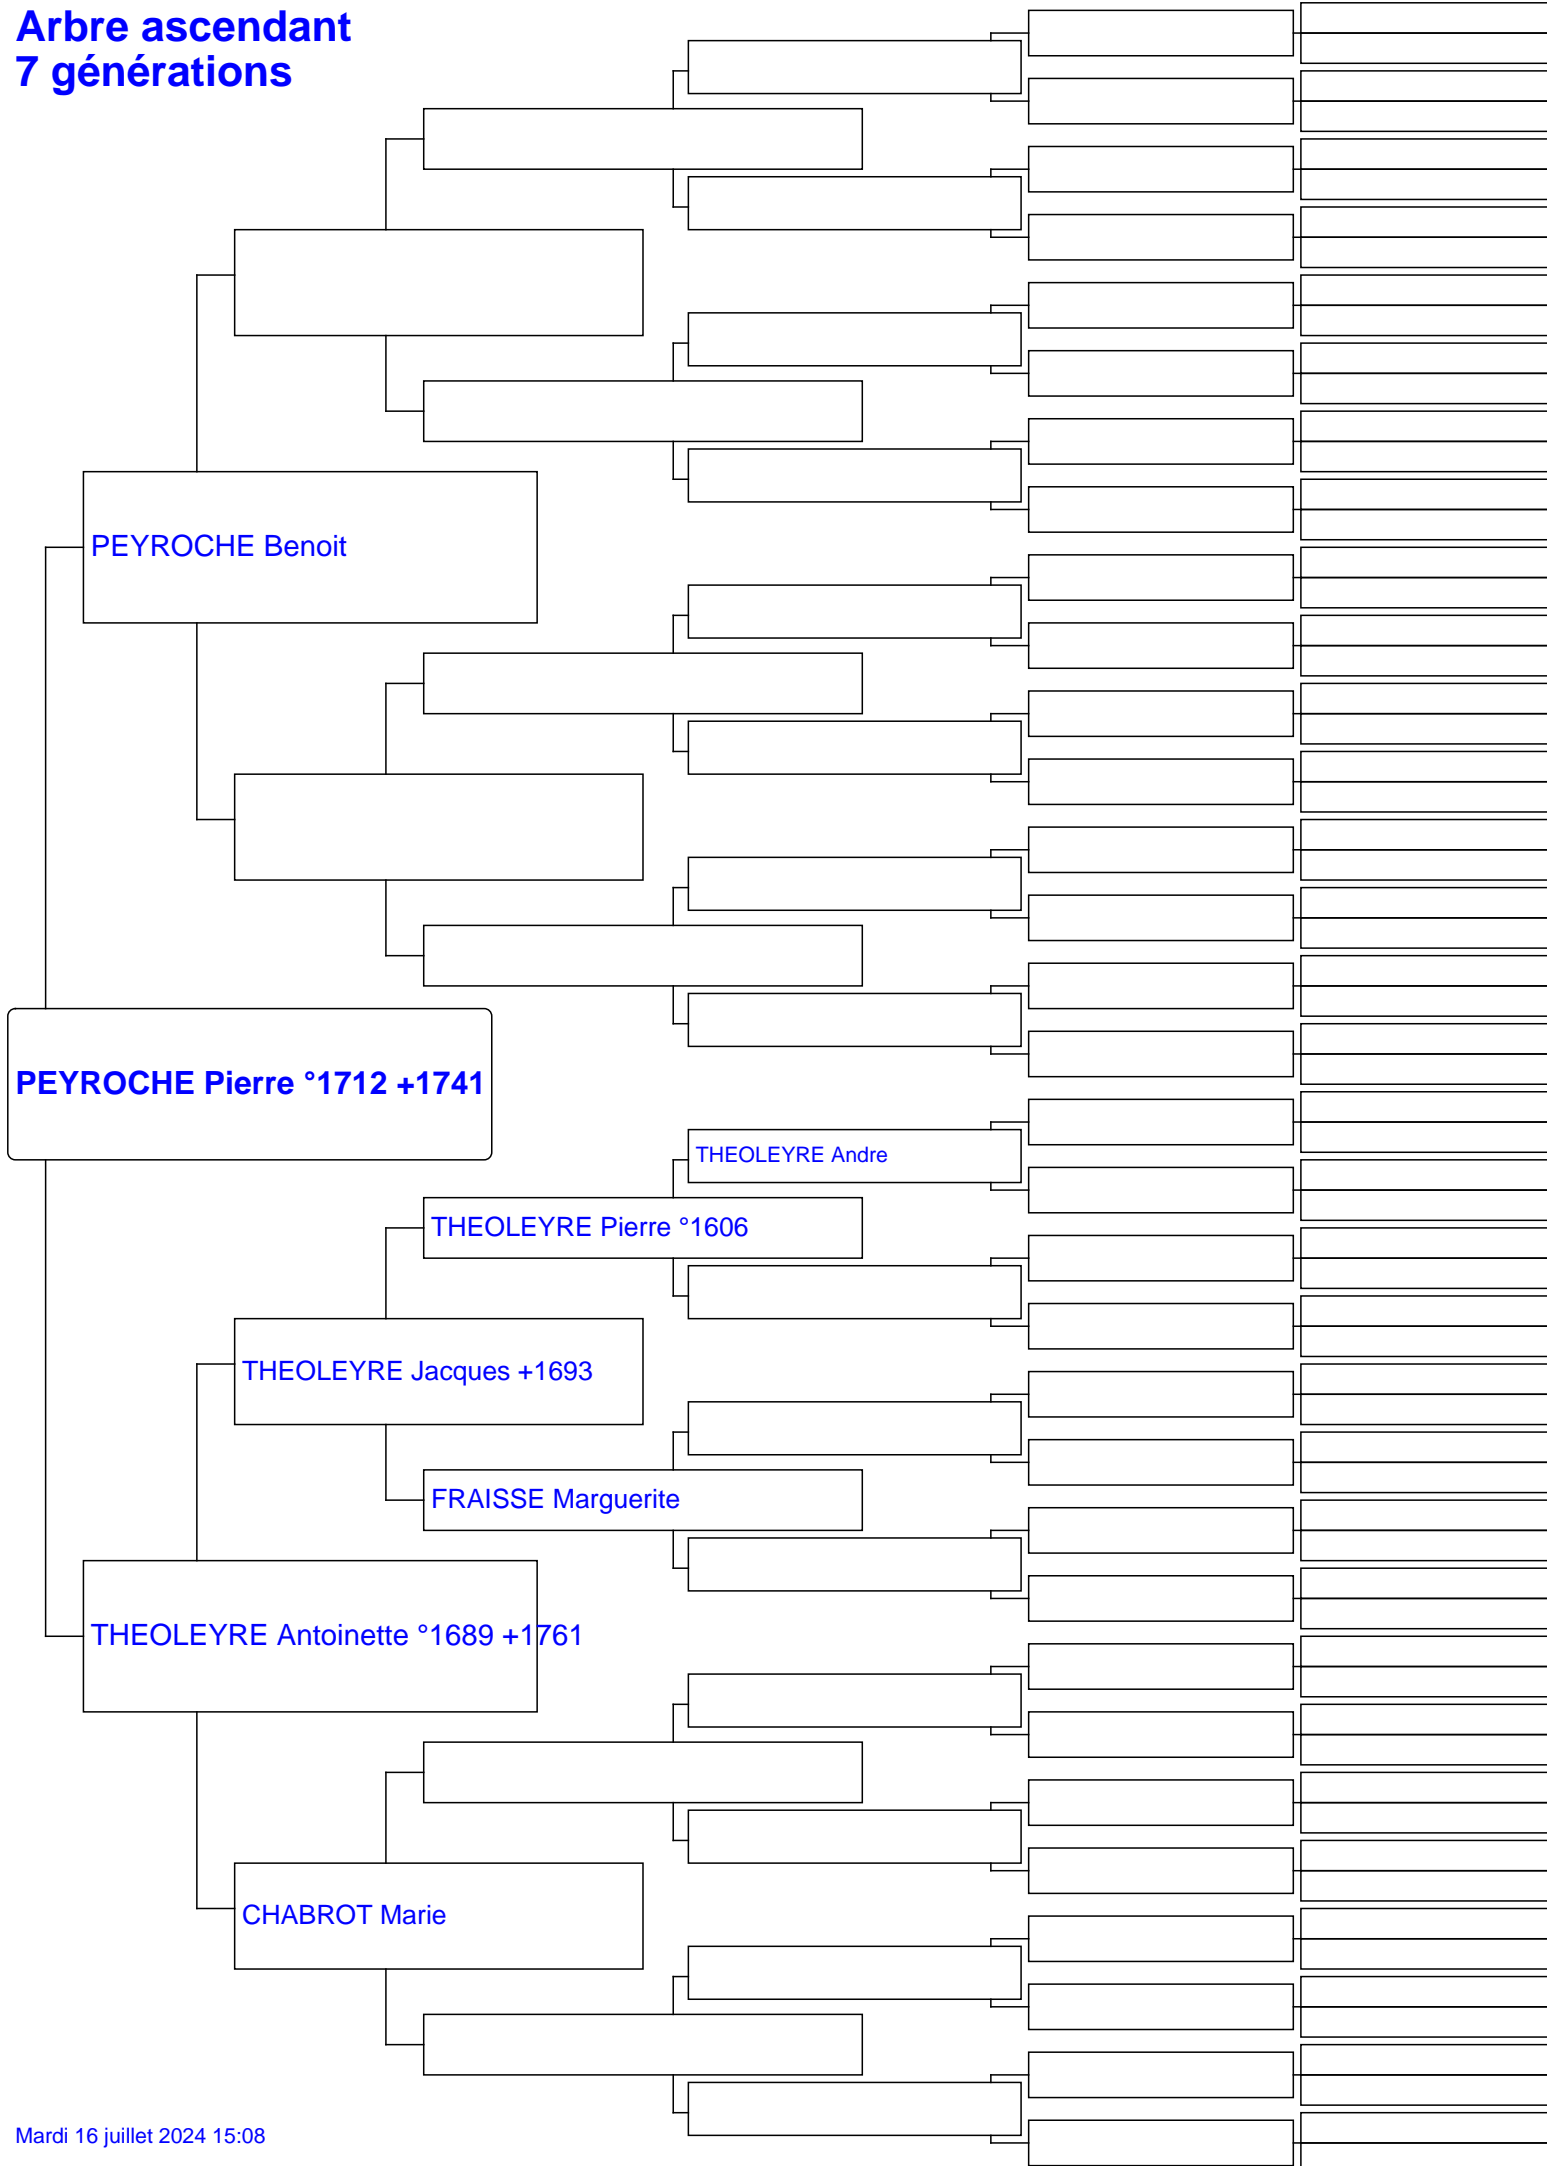 Arbre ascendant
7 générations
PEYROCHE Benoit
PEYROCHE Pierre °1712 +1741
THEOLEYRE Andre
THEOLEYRE Pierre °1606
THEOLEYRE Jacques +1693
FRAISSE Marguerite
THEOLEYRE Antoinette °1689 +1761
CHABROT Marie
Mardi 16 juillet 2024 15:08